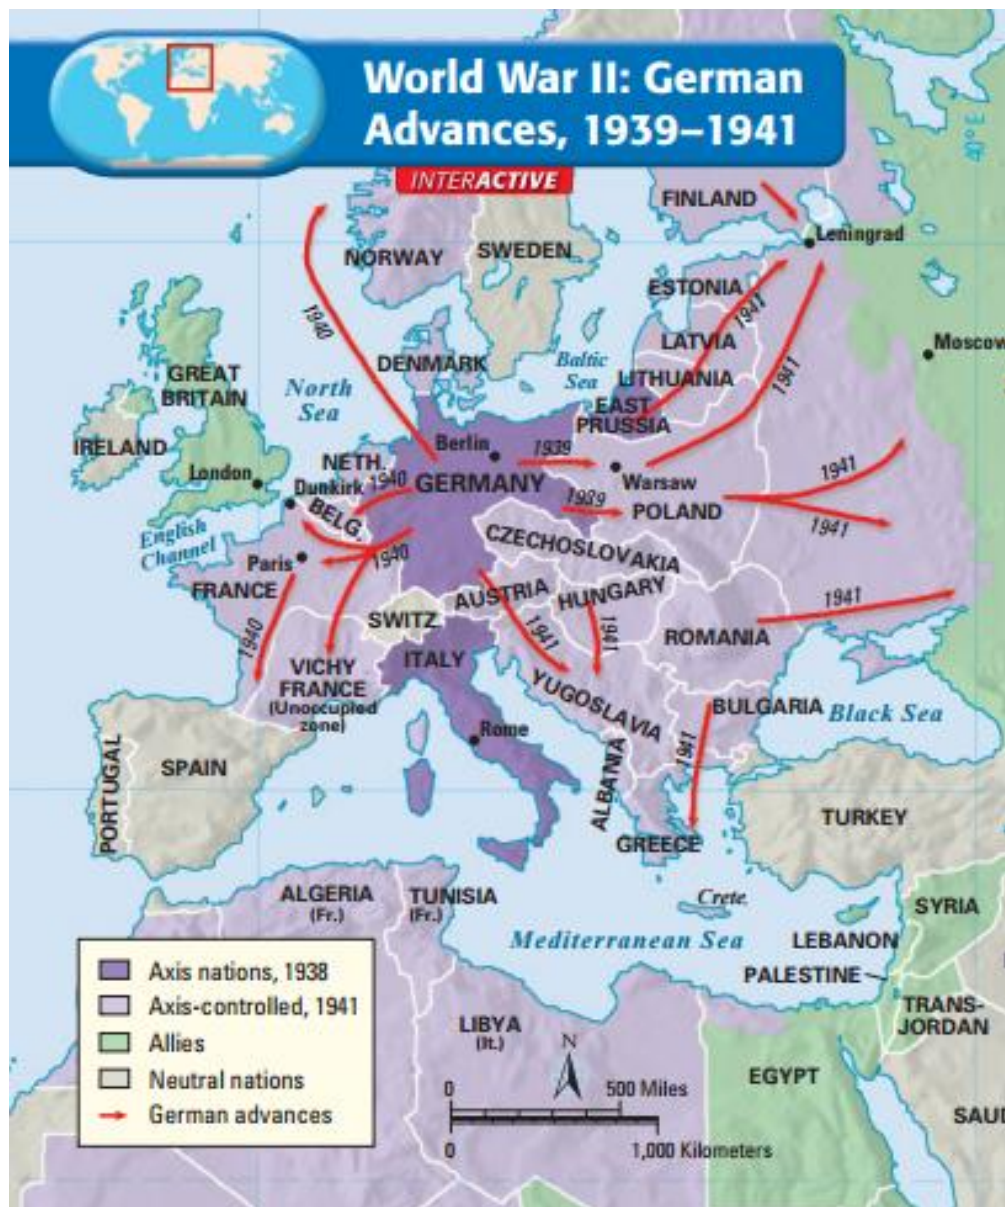 World War II: German
Advances, 1939–1941
INTERACTIVE
40°E
FINLAND
Leningrad
NORWAY
SWEDEN
ESTONIA
1941
1940
LATVIA
Moscow
DENMARK
Baltic
Sea
LITHUANIA
1941
GREAT
BRITAIN
North
Sea
EAST
PRUSSIA
IRELAND
Berlin
1939
NETH.
London
Dunkirk
1940
GERMANY
Warsaw
1941
BELG.
1939
POLAND
1941
English
Channel
CZECHOSLOVAKIA
Paris
1940
FRANCE
AUSTRIA
HUNGARY
1941
SWITZ.
1940
1941
1941
ROMANIA
ITALY
VICHY
FRANCE
(Unoccupied
zone)
YUGOSLAVIA
BULGARIA
Black Sea
Rome
1941
PORTUGAL
SPAIN
ALBANIA
TURKEY
GREECE
ALGERIA
(Fr.)
TUNISIA
(Fr.)
Crete
SYRIA
Mediterranean Sea
LEBANON
PALESTINE
TRANS-
JORDAN
LIBYA
(It.)
EGYPT
SAU
Axis nations, 1938
Axis-controlled, 1941
Allies
Neutral nations
German advances
N
0
500 Miles
0
1,000 Kilometers